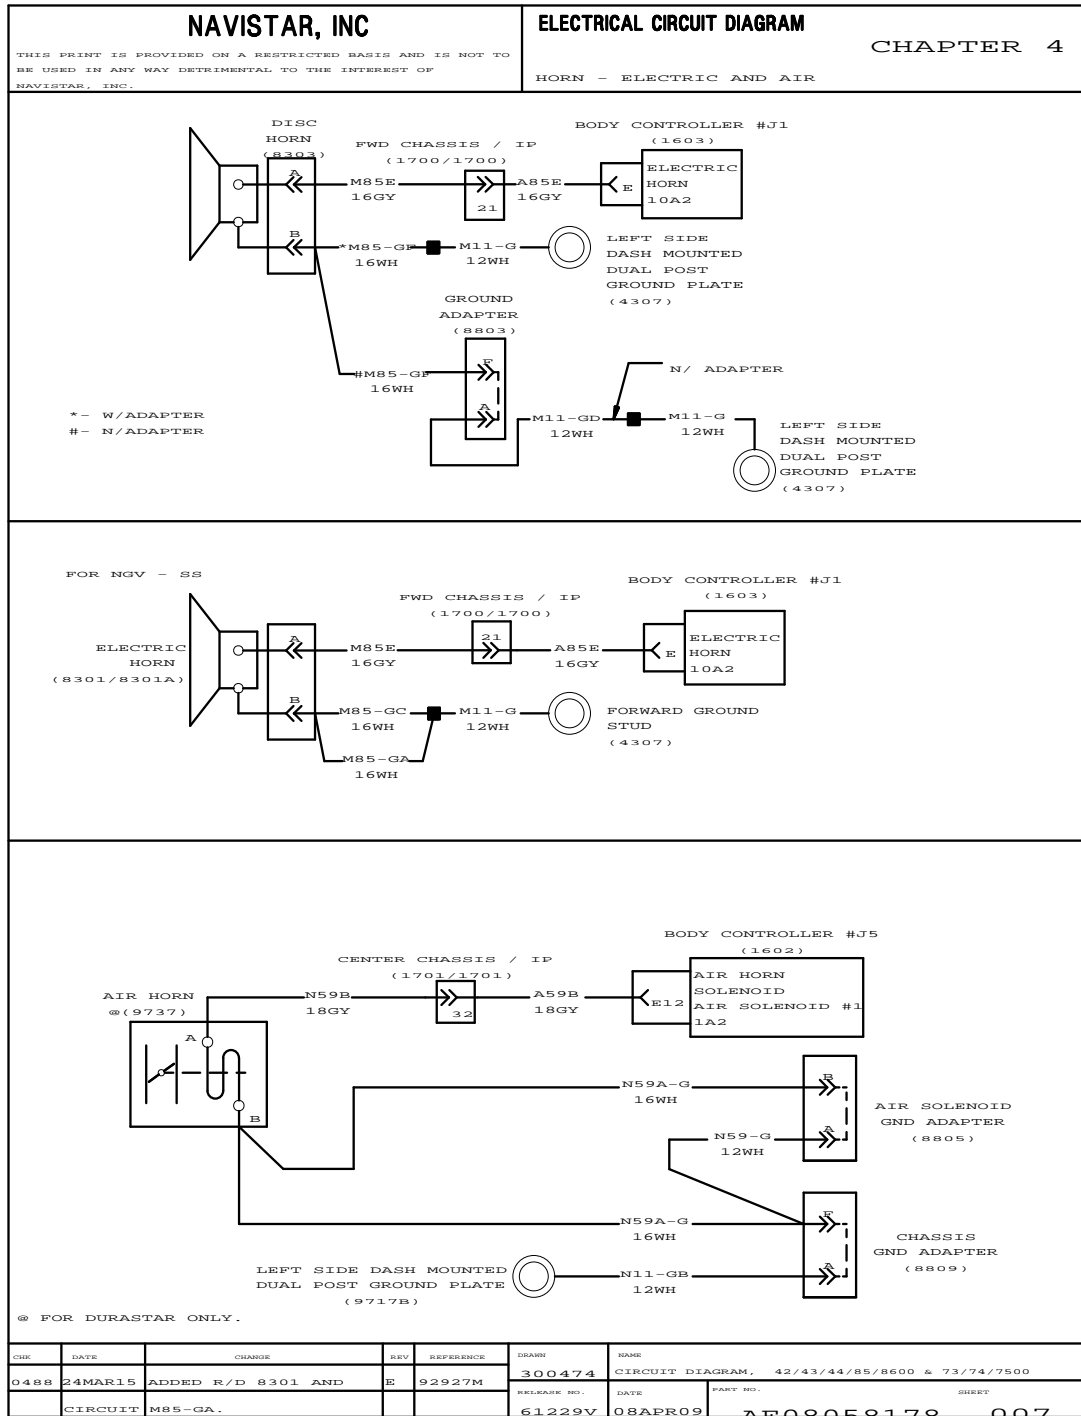 NAVISTAR, INC
THIS PRINT IS PROVIDED ON A RESTRICTED BASIS AND IS NOT TO
BE USED IN ANY WAY DETRIMENTAL TO THE INTEREST OF
NAVISTAR, INC.
ELECTRICAL CIRCUIT DIAGRAM
CHAPTER 4
HORN - ELECTRIC AND AIR
DISC
HORN
(8303)
FWD CHASSIS / IP
(1700/1700)
BODY CONTROLLER #J1
(1603)
A
M85E
16GY
21
A85E
16GY
E
ELECTRIC
HORN
10A2
B
*M85-GP
16WH
M11-G
12WH
LEFT SIDE
DASH MOUNTED
DUAL POST
GROUND PLATE
(4307)
GROUND
ADAPTER
(8803)
#M85-GP
16WH
F
A
N/ ADAPTER
M11-GD
12WH
M11-G
12WH
*- W/ADAPTER
#- N/ADAPTER
LEFT SIDE
DASH MOUNTED
DUAL POST
GROUND PLATE
(4307)
FOR NGV - SS
FWD CHASSIS / IP
(1700/1700)
BODY CONTROLLER #J1
(1603)
ELECTRIC
HORN
(8301/8301A)
A
M85E
16GY
21
A85E
16GY
E
ELECTRIC
HORN
10A2
B
M85-GC
16WH
M11-G
12WH
FORWARD GROUND
STUD
(4307)
M85-GA
16WH
BODY CONTROLLER #J5
(1602)
CENTER CHASSIS / IP
(1701/1701)
AIR HORN
@(9737)
N59B
18GY
32
A59B
18GY
E12
AIR HORN
SOLENOID
AIR SOLENOID #1
1A2
A
B
N59A-G
16WH
B
A
N59-G
12WH
AIR SOLENOID
GND ADAPTER
(8805)
N59A-G
16WH
F
A
CHASSIS
GND ADAPTER
(8809)
LEFT SIDE DASH MOUNTED
DUAL POST GROUND PLATE
(9717B)
N11-GB
12WH
@ FOR DURASTAR ONLY.
CHK DATE CHANGE REV REFERENCE
0488 24MAR15 ADDED R/D 8301 AND E 92927M
CIRCUIT M85-GA.
DRAWN
300474
NAME
CIRCUIT DIAGRAM, 42/43/44/85/8600 & 73/74/7500
RELEASE NO.
61229V
DATE
08APR09
PART NO.
AE08058178
SHEET
007